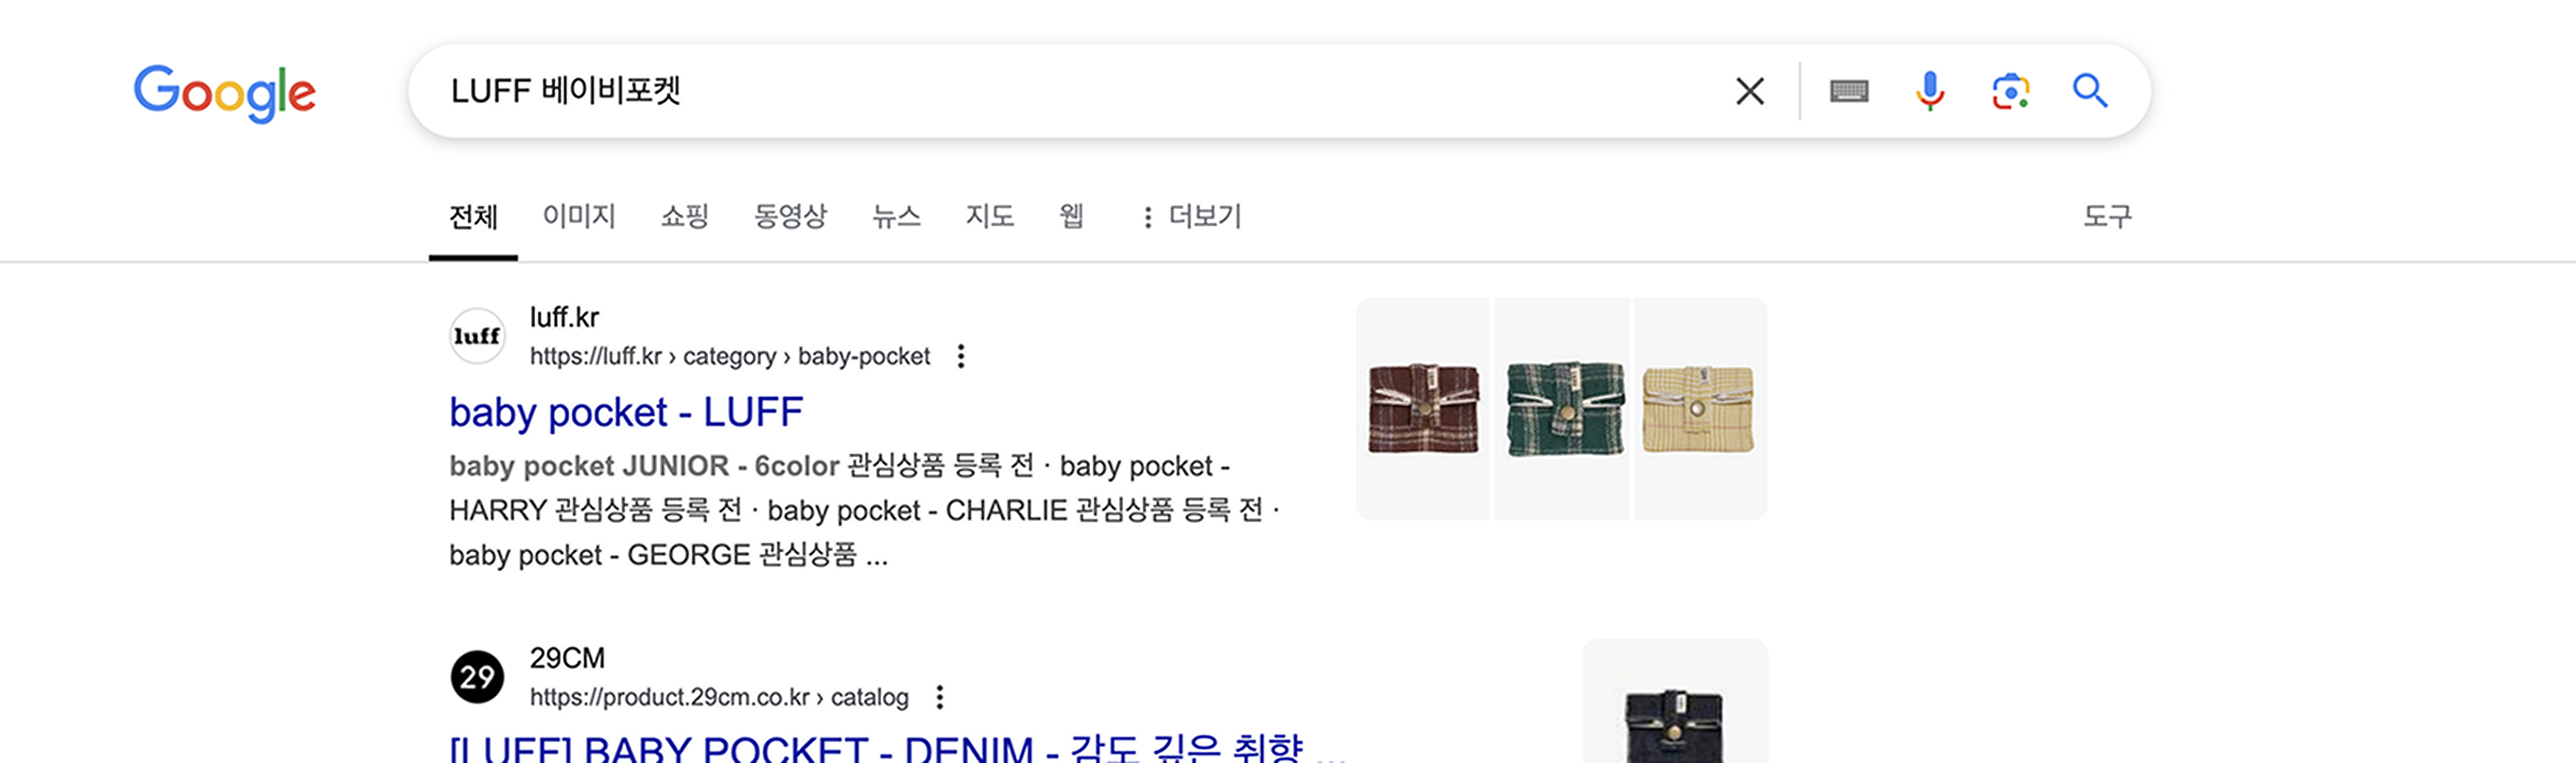 Google
LUFF 베이비포켓
전체 이미지 쇼핑 동영상 뉴스 지도 웹 더보기 도구
luff
luff.kr
https://luff.kr › category › baby-pocket
baby pocket - LUFF
baby pocket JUNIOR - 6color 관심상품 등록 전 · baby pocket -
HARRY 관심상품 등록 전 · baby pocket - CHARLIE 관심상품 등록 전 ·
baby pocket - GEORGE 관심상품 ...
29
29CM
https://product.29cm.co.kr › catalog
[LUFF] BABY POCKET - DENIM - 감도 깊은 취향 ...